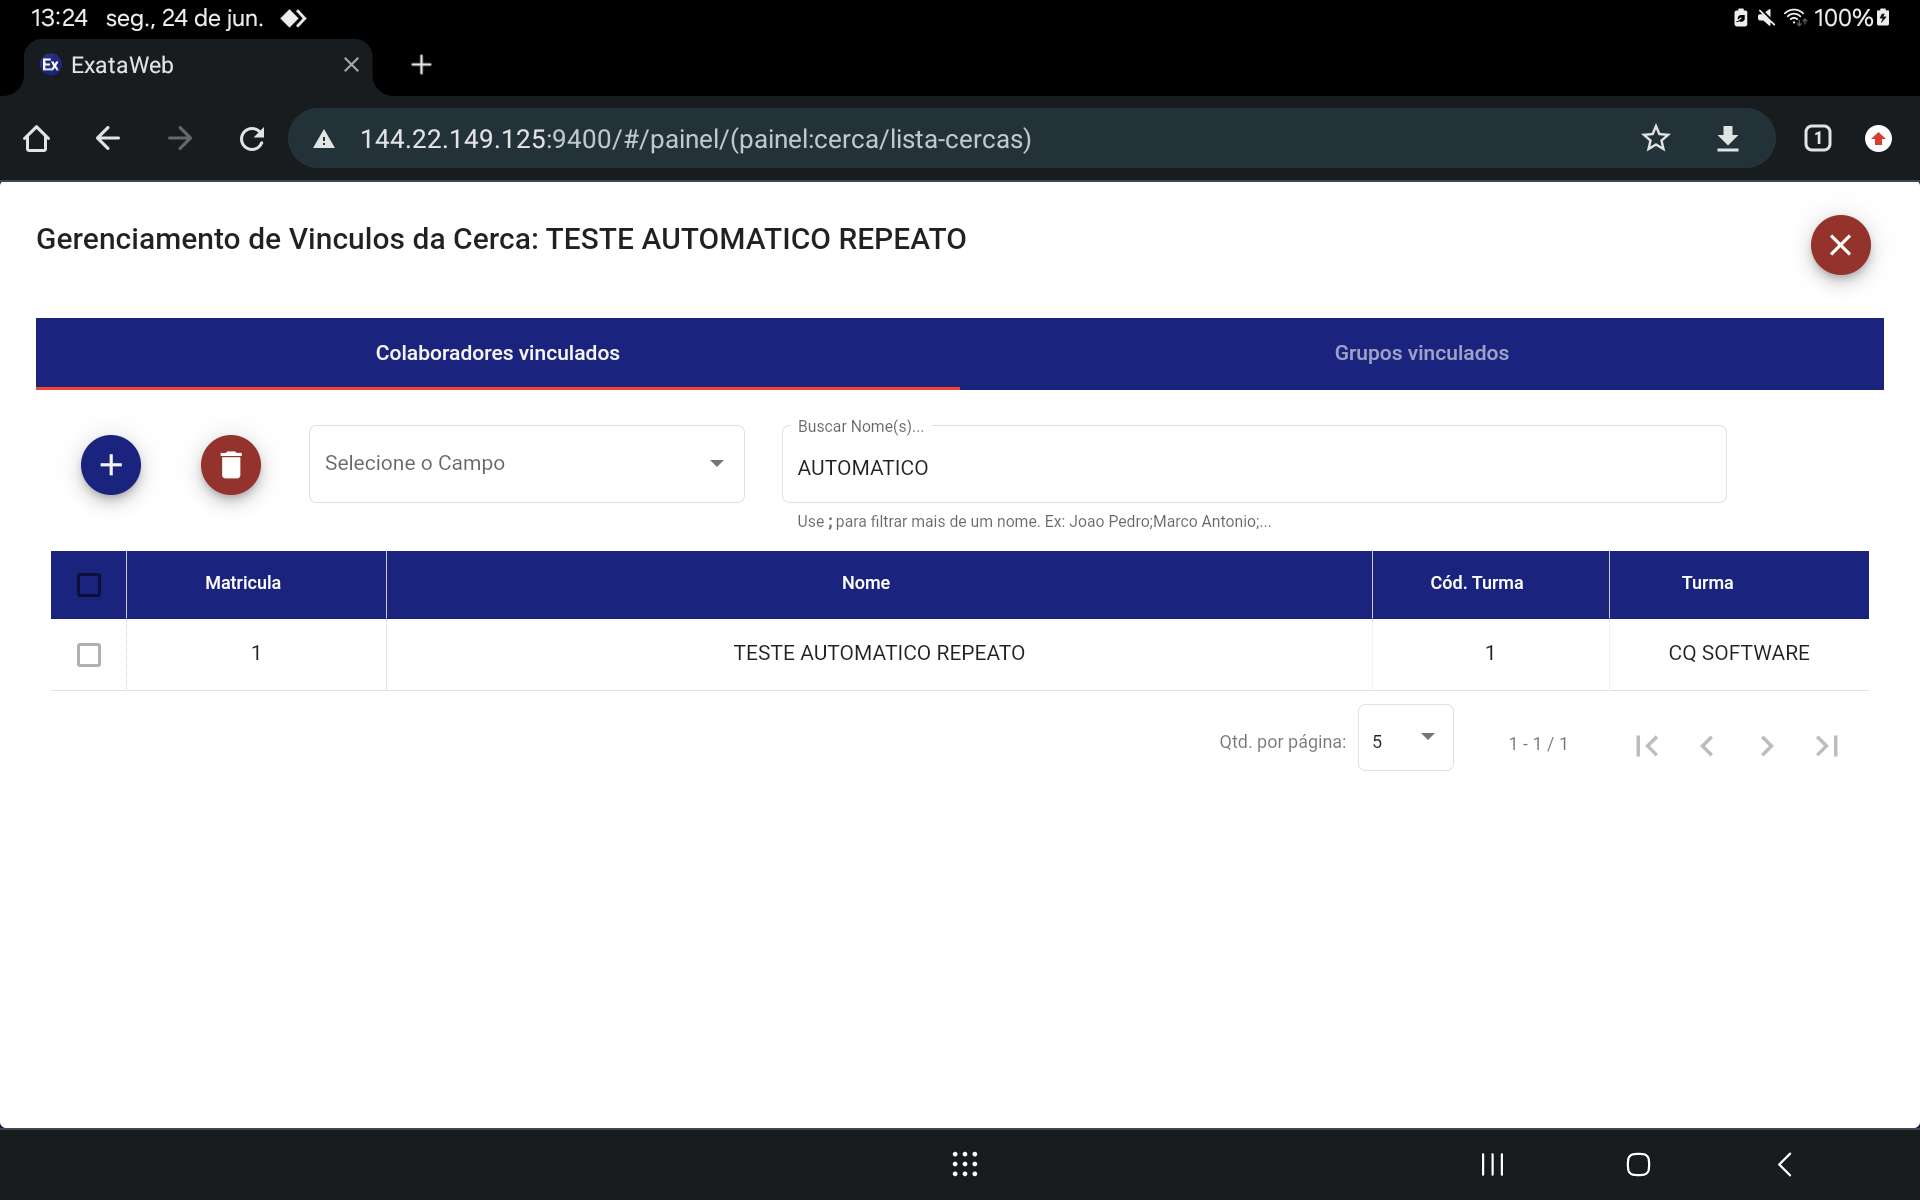 13:24 seg., 24 de jun. 100%
Ex ExataWeb
144.22.149.125:9400/#/painel/(painel:cerca/lista-cercas) 1
Gerenciamento de Vinculos da Cerca: TESTE AUTOMATICO REPEATO
Colaboradores vinculados Grupos vinculados
Buscar Nome(s)...
Selecione o Campo AUTOMATICO
Use ; para filtrar mais de um nome. Ex: Joao Pedro;Marco Antonio;...
Matricula Nome Cód. Turma Turma
1 TESTE AUTOMATICO REPEATO 1 CQ SOFTWARE
Qtd. por página: 5 1 - 1 / 1